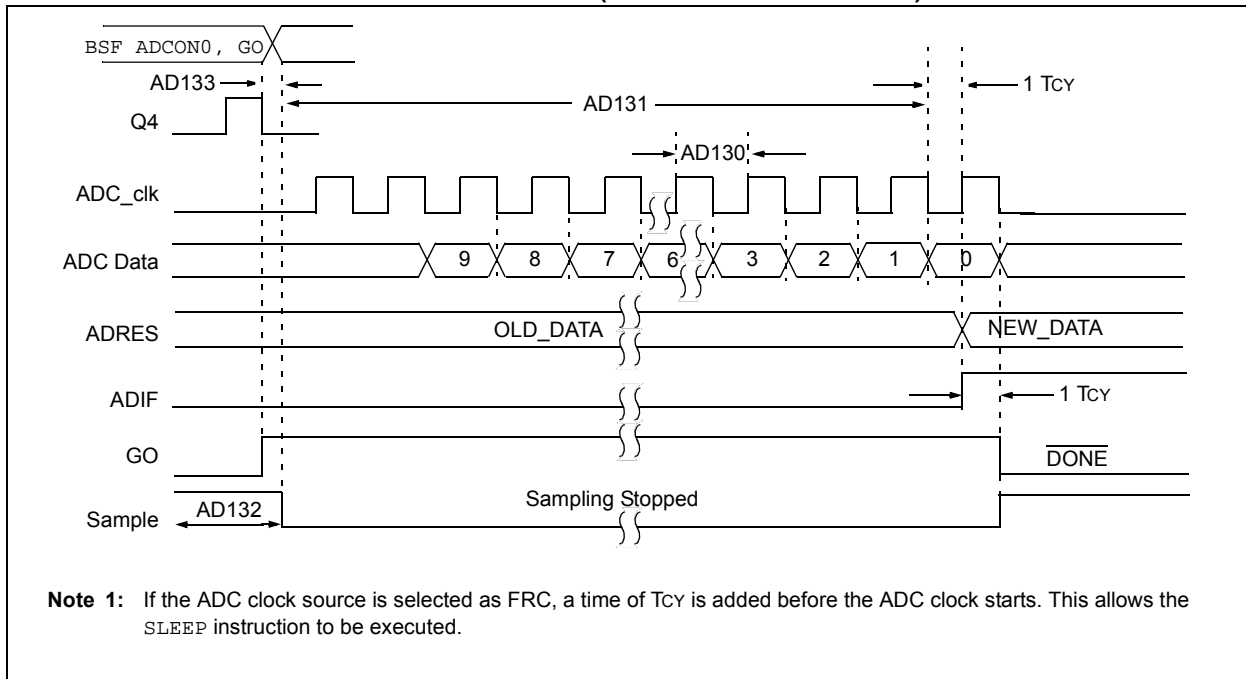 BSF ADCON0, GO
AD133
1 TCY
AD131
Q4
AD130
ADC_clk
ADC Data
9 8 7 6 3 2 1 0
ADRES
OLD_DATA
NEW_DATA
ADIF
1 TCY
GO
DONE
Sampling Stopped
AD132
Sample
Note 1: If the ADC clock source is selected as FRC, a time of TCY is added before the ADC clock starts. This allows the
SLEEP instruction to be executed.